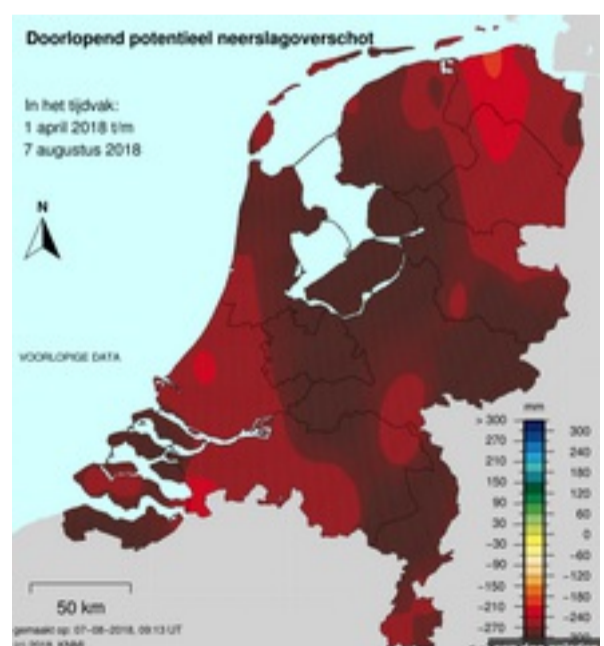 Doorlopend potentieel neerslagoverschot
In het tijdvak:
1 april 2018 t/m
7 augustus 2018
N
VOORLOPIGE DATA
mm
> 300
300
270
240
210
180
150
120
90
60
30
0
-30
-60
-90
-120
-150
-180
-210
-240
-270
50 km
gemaakt op: 07-08-2018, 09:13 UT